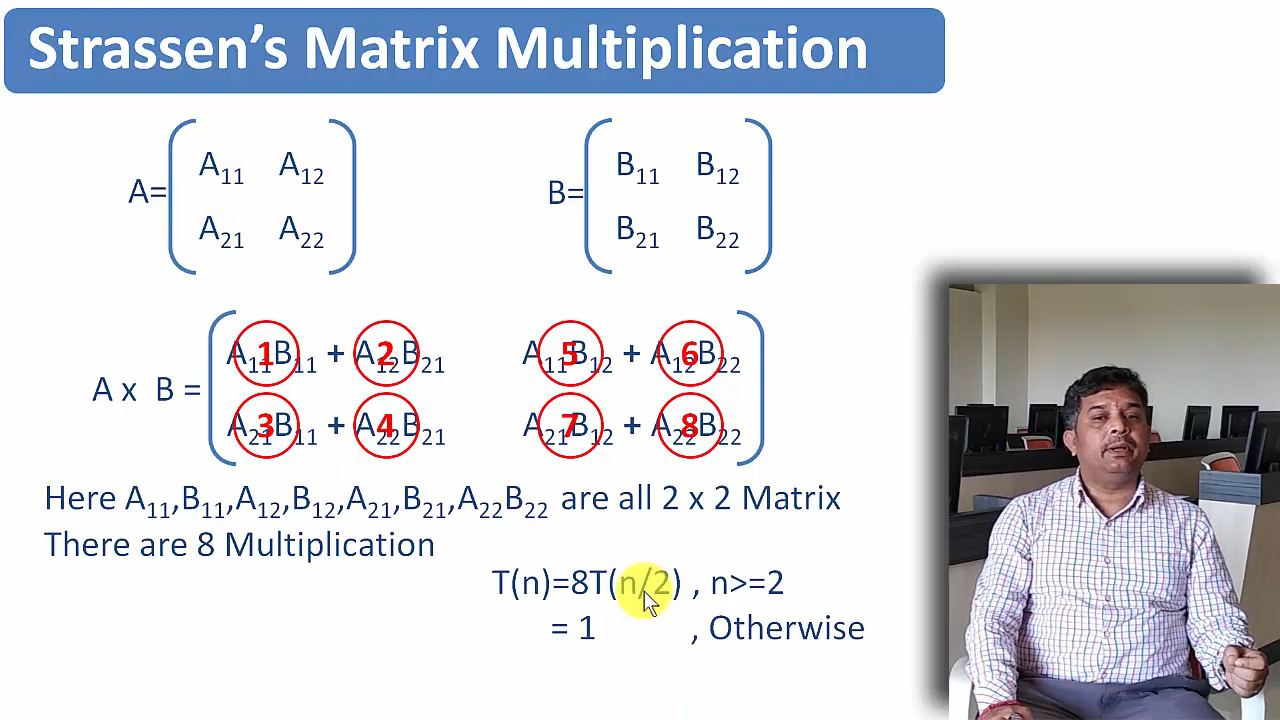 Strassen's Matrix Multiplication
A= A11 A12
A21 A22
B= B11 B12
B21 B22
A x B = A11B11 + A12B21 A11B12 + A12B22
1 2 5 6
A21B11 + A22B21 A21B12 + A22B22
3 4 7 8
Here A11,B11,A12,B12,A21,B21,A22B22 are all 2 x 2 Matrix
There are 8 Multiplication
T(n)=8T(n/2) , n>=2
= 1 , Otherwise